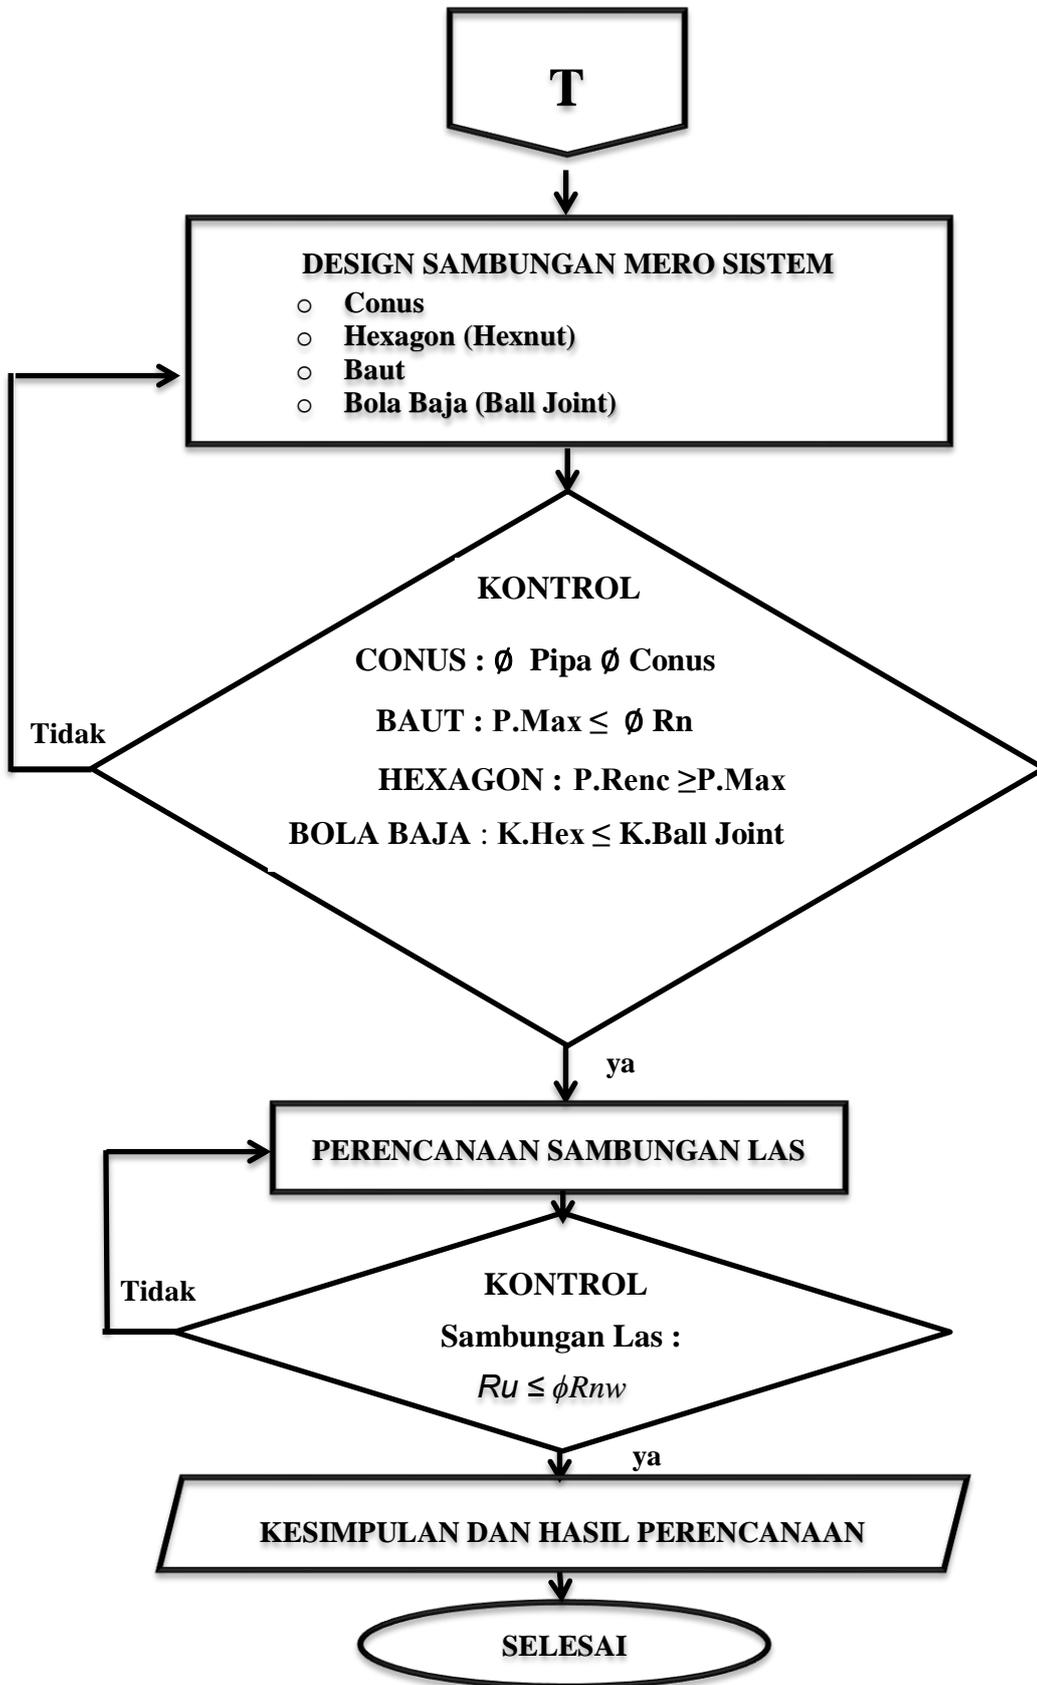 T
DESIGN SAMBUNGAN MERO SISTEM
o Conus
o Hexagon (Hexnut)
o Baut
o Bola Baja (Ball Joint)
KONTROL
CONUS : Ø Pipa Ø Conus
Tidak
BAUT : P.Max ≤ Ø Rn
HEXAGON : P.Renc ≥P.Max
BOLA BAJA : K.Hex ≤ K.Ball Joint
ya
PERENCANAAN SAMBUNGAN LAS
Tidak
KONTROL
Sambungan Las :
Ru ≤ ϕRnw
ya
KESIMPULAN DAN HASIL PERENCANAAN
SELESAI